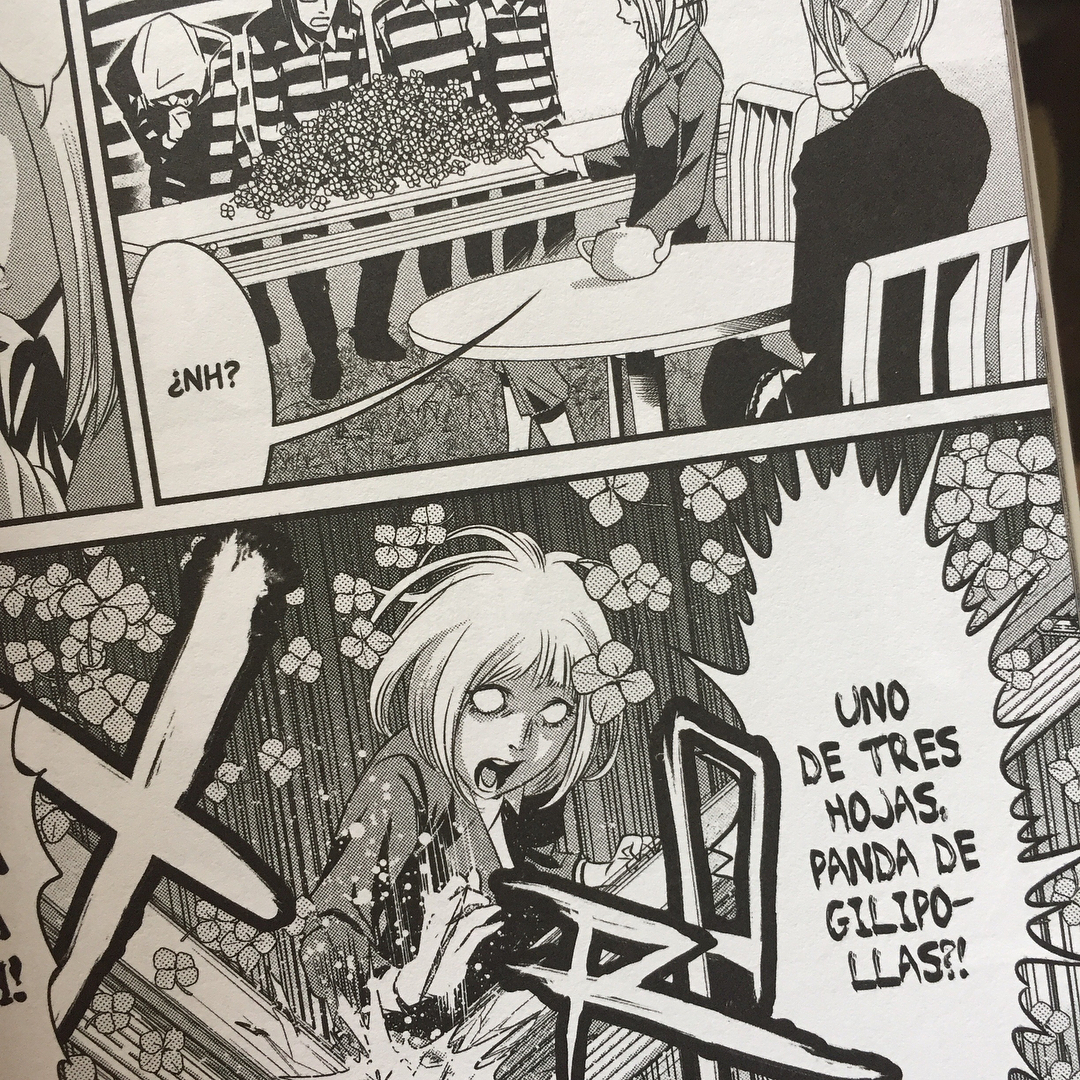 ¿NH?
UNO
DE TRES
HOJAS,
PANDA DE
GILIPO-
LLAS?!